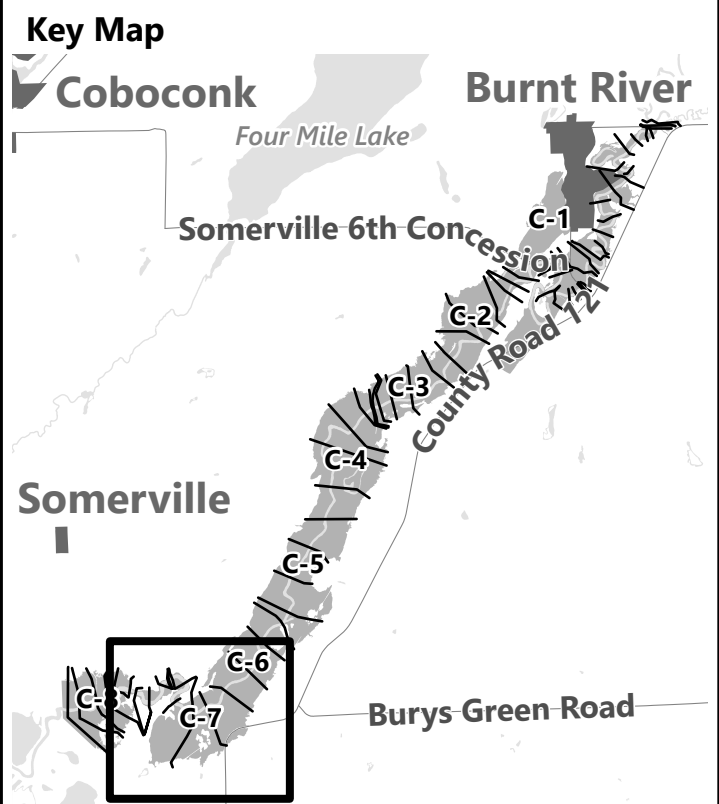 Key Map
Coboconk
Burnt River
Four Mile Lake
C-1
Somerville 6th Concession
C-2
County Road 121
C-3
C-4
Somerville
C-5
C-6
C-8
C-7
Burys Green Road